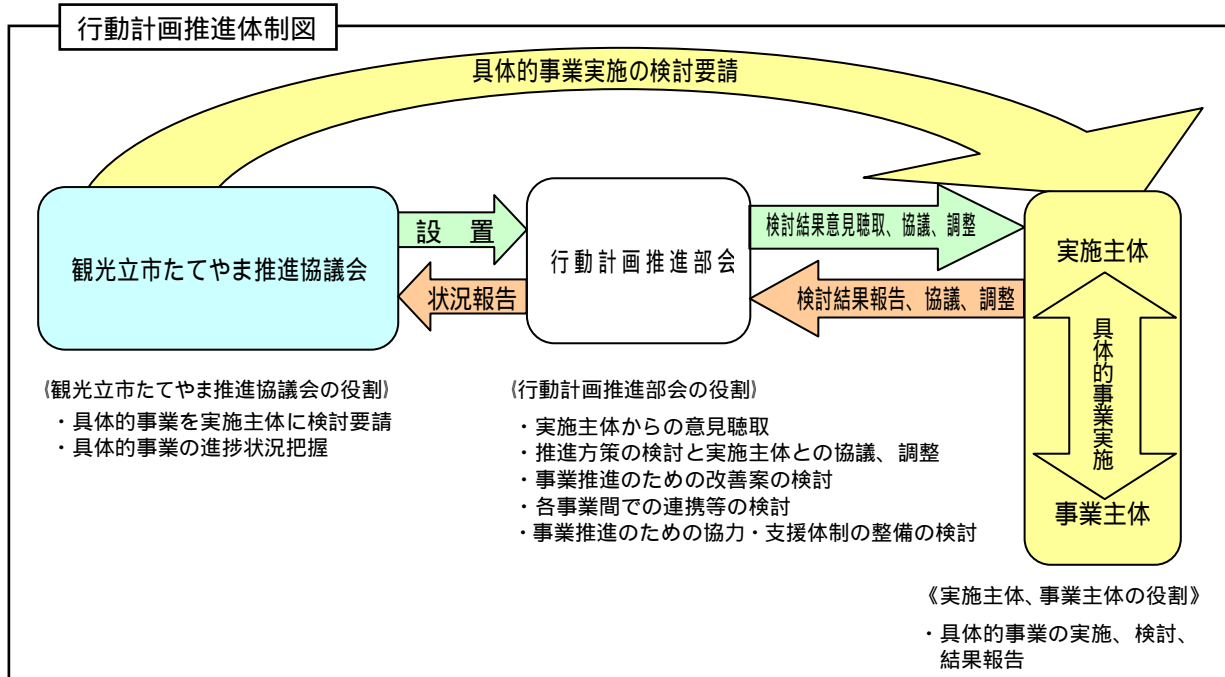 行動計画推進体制図
具体的事業実施の検討要請
観光立市たてやま推進協議会
設　置
状況報告
行動計画推進部会
検討結果意見聴取、協議、調整
検討結果報告、協議、調整
実施主体
具体的事業実施
事業主体
《観光立市たてやま推進協議会の役割》
・具体的事業を実施主体に検討要請
・具体的事業の進捗状況把握
《行動計画推進部会の役割》
・実施主体からの意見聴取
・推進方策の検討と実施主体との協議、調整
・事業推進のための改善案の検討
・各事業間での連携等の検討
・事業推進のための協力・支援体制の整備の検討
《実施主体、事業主体の役割》
・具体的事業の実施、検討、
結果報告